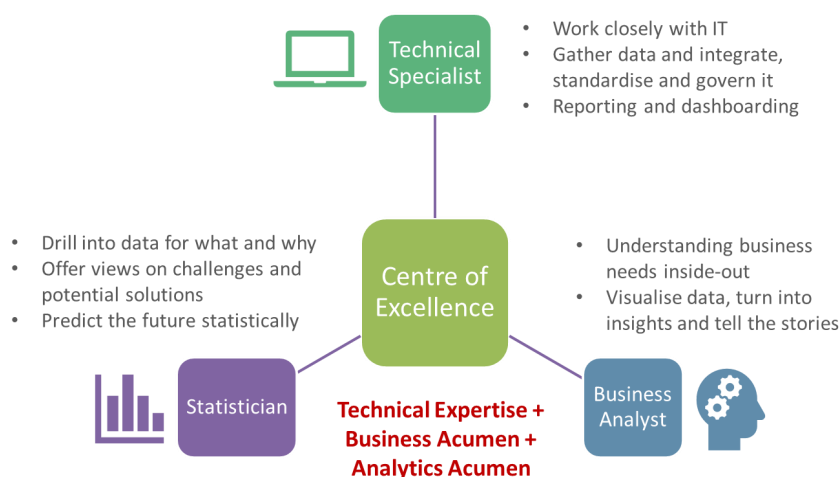 Technical
Specialist
• Work closely with IT
• Gather data and integrate,
standardise and govern it
• Reporting and dashboarding
• Drill into data for what and why
• Offer views on challenges and
potential solutions
• Predict the future statistically
Centre of
Excellence
• Understanding business
needs inside-out
• Visualise data, turn into
insights and tell the stories
Statistician
Technical Expertise +
Business Acumen +
Analytics Acumen
Business
Analyst